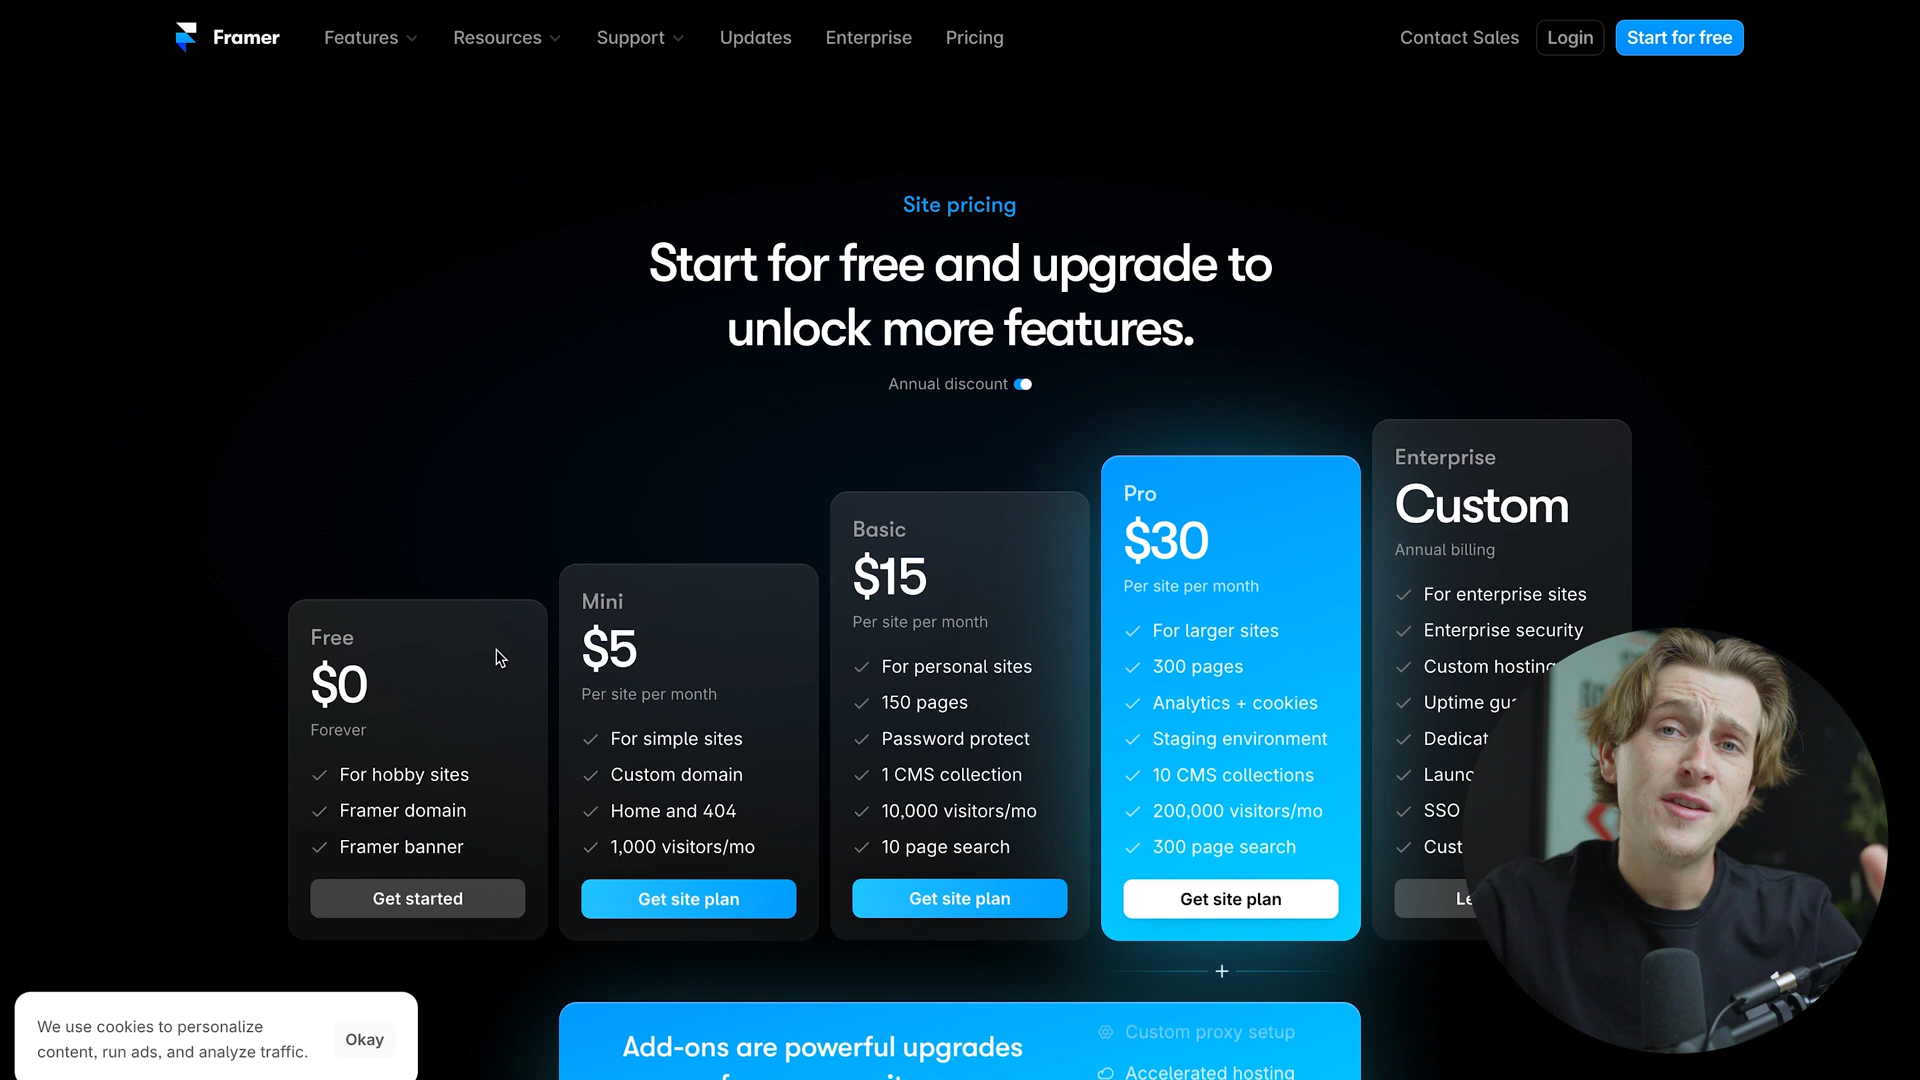 Framer
Features
Resources
Support
Updates
Enterprise
Pricing
Contact Sales
Login
Start for free
Site pricing
Start for free and upgrade to
unlock more features.
Annual discount
Free
$0
Forever
For hobby sites
Framer domain
Framer banner
Get started
Mini
$5
Per site per month
For simple sites
Custom domain
Home and 404
1,000 visitors/mo
Get site plan
Basic
$15
Per site per month
For personal sites
150 pages
Password protect
1 CMS collection
10,000 visitors/mo
10 page search
Get site plan
Pro
$30
Per site per month
For larger sites
300 pages
Analytics + cookies
Staging environment
10 CMS collections
200,000 visitors/mo
300 page search
Get site plan
Enterprise
Custom
Annual billing
For enterprise sites
Enterprise security
Custom hosting
Uptime
SSO
Add-ons are powerful upgrades
Custom proxy setup
Accelerated hosting
We use cookies to personalize
content, run ads, and analyze traffic.
Okay